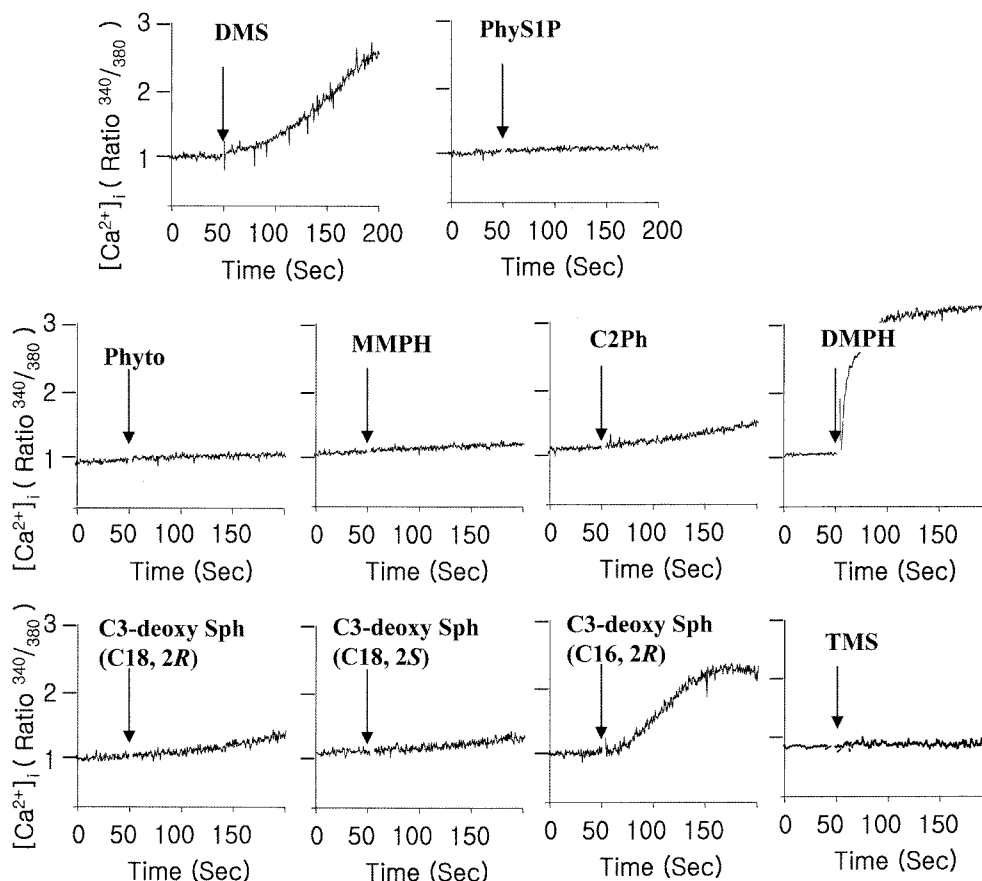 [Ca²⁺]ᵢ ( Ratio ³⁴⁰/₃₈₀)
3
2
1
DMS
0 50 100 150 200
Time (Sec)
PhyS1P
0 50 100 150 200
Time (Sec)
[Ca²⁺]ᵢ ( Ratio ³⁴⁰/₃₈₀)
3
2
1
Phyto
0 50 100 150
Time (Sec)
MMPH
0 50 100 150
Time (Sec)
C2Ph
0 50 100 150
Time (Sec)
DMPH
0 50 100 150
Time (Sec)
[Ca²⁺]ᵢ ( Ratio ³⁴⁰/₃₈₀)
3
2
1
C3-deoxy Sph
(C18, 2R)
0 50 100 150
Time (Sec)
C3-deoxy Sph
(C18, 2S)
0 50 100 150
Time (Sec)
C3-deoxy Sph
(C16, 2R)
0 50 100 150
Time (Sec)
TMS
0 50 100 150
Time (Sec)